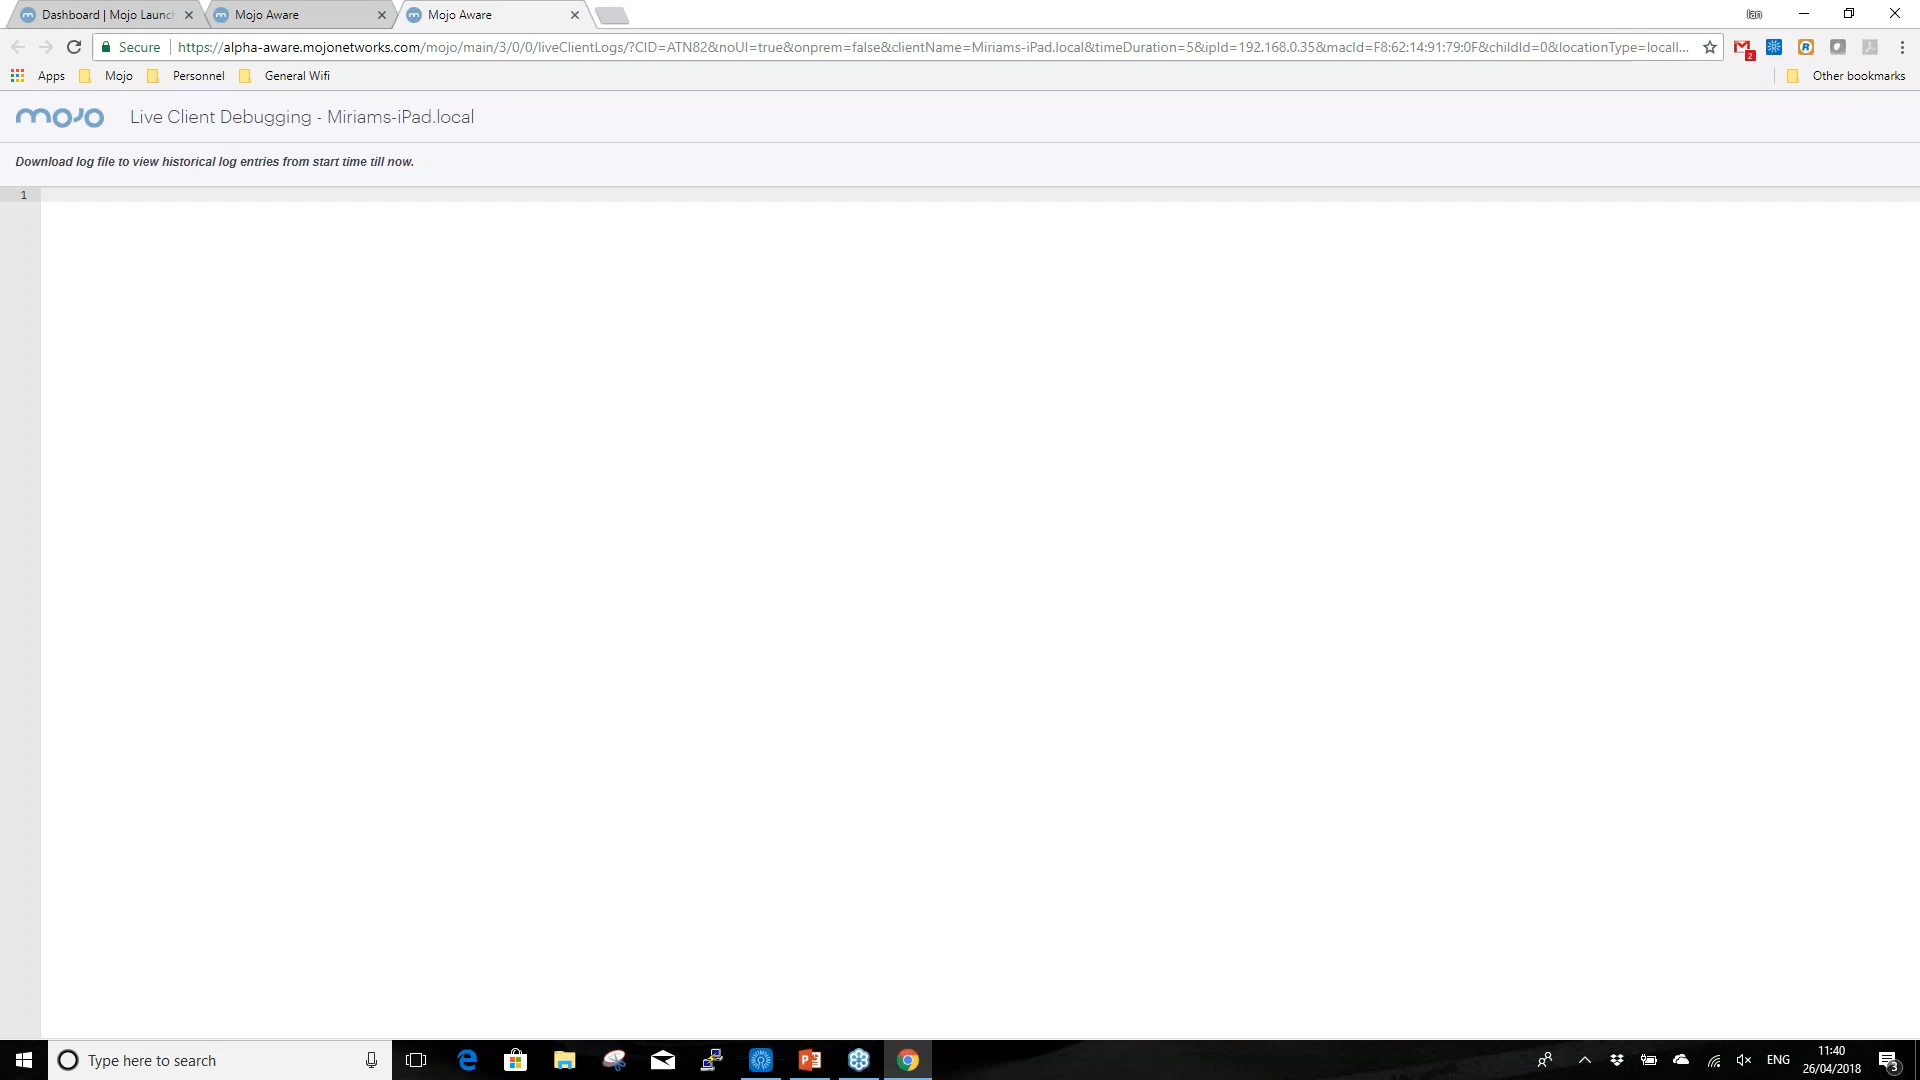 Dashboard | Mojo Launch
Mojo Aware
Mojo Aware
Ian
Secure
https://alpha-aware.mojonetworks.com/mojo/main/3/0/0/liveClientLogs/?CID=ATN82&noUI=true&onprem=false&clientName=Miriams-iPad.local&timeDuration=5&ipId=192.168.0.35&macId=F8:62:14:91:79:0F&childId=0&locationType=locall...
2
Apps
Mojo
Personnel
General Wifi
Other bookmarks
mojo
Live Client Debugging - Miriams-iPad.local
Download log file to view historical log entries from start time till now.
1
Type here to search
ENG
11:40
26/04/2018
3